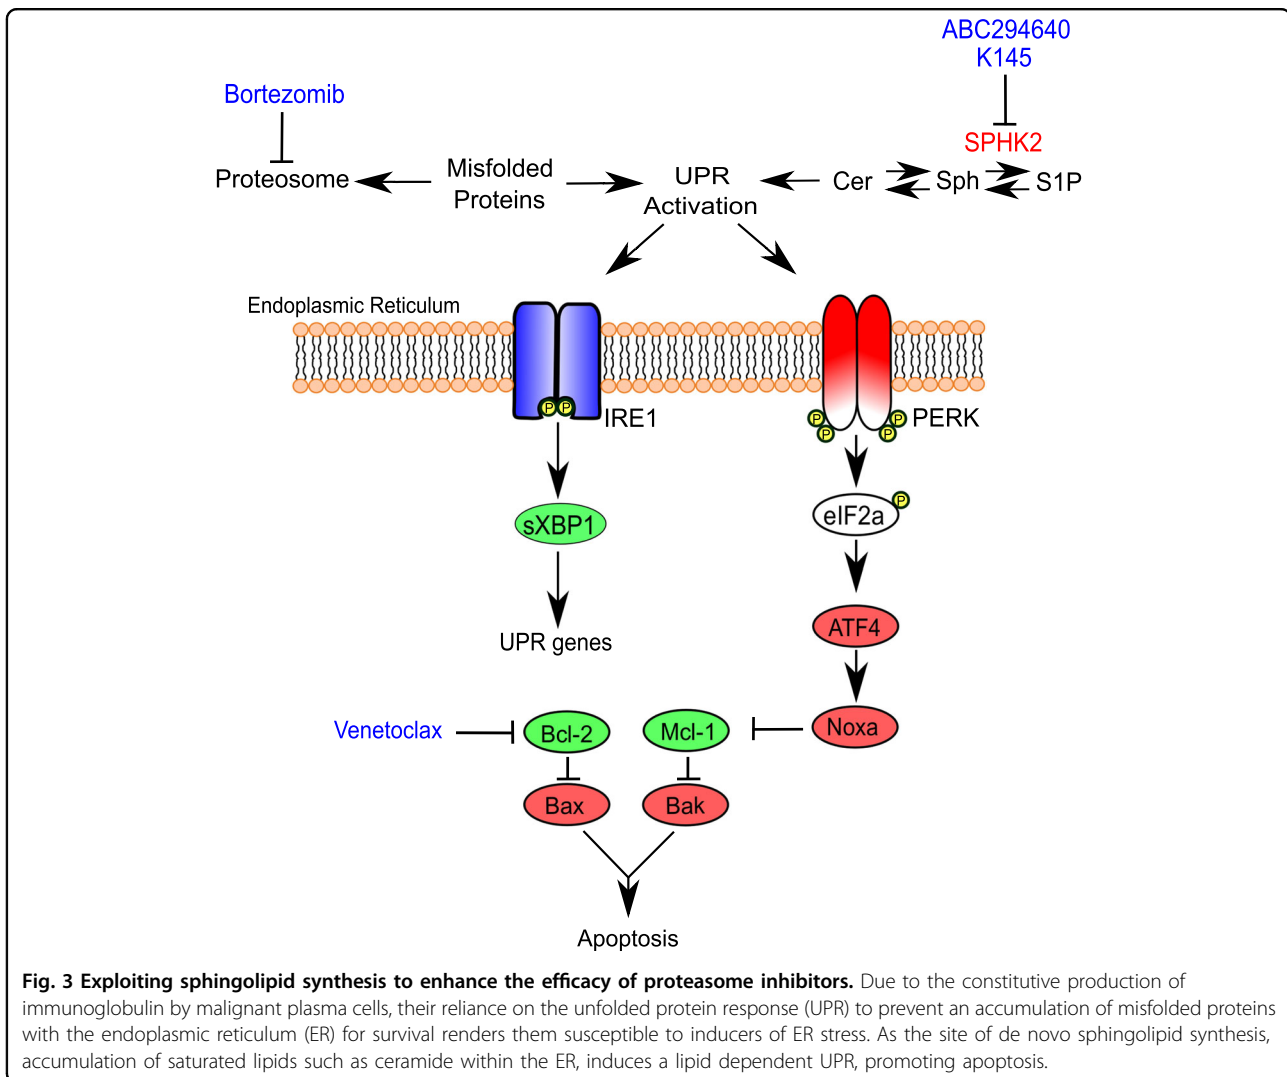 ABC294640
K145
Bortezomib
SPHK2
Proteosome
Misfolded
Proteins
UPR
Activation
Cer
Sph
S1P
Endoplasmic Reticulum
P
P
IRE1
P
P
P
P
PERK
sXBP1
eIF2a
P
UPR genes
ATF4
Venetoclax
Bcl-2
Mcl-1
Noxa
Bax
Bak
Apoptosis
Fig. 3 Exploiting sphingolipid synthesis to enhance the efficacy of proteasome inhibitors. Due to the constitutive production of
immunoglobulin by malignant plasma cells, their reliance on the unfolded protein response (UPR) to prevent an accumulation of misfolded proteins
with the endoplasmic reticulum (ER) for survival renders them susceptible to inducers of ER stress. As the site of de novo sphingolipid synthesis,
accumulation of saturated lipids such as ceramide within the ER, induces a lipid dependent UPR, promoting apoptosis.